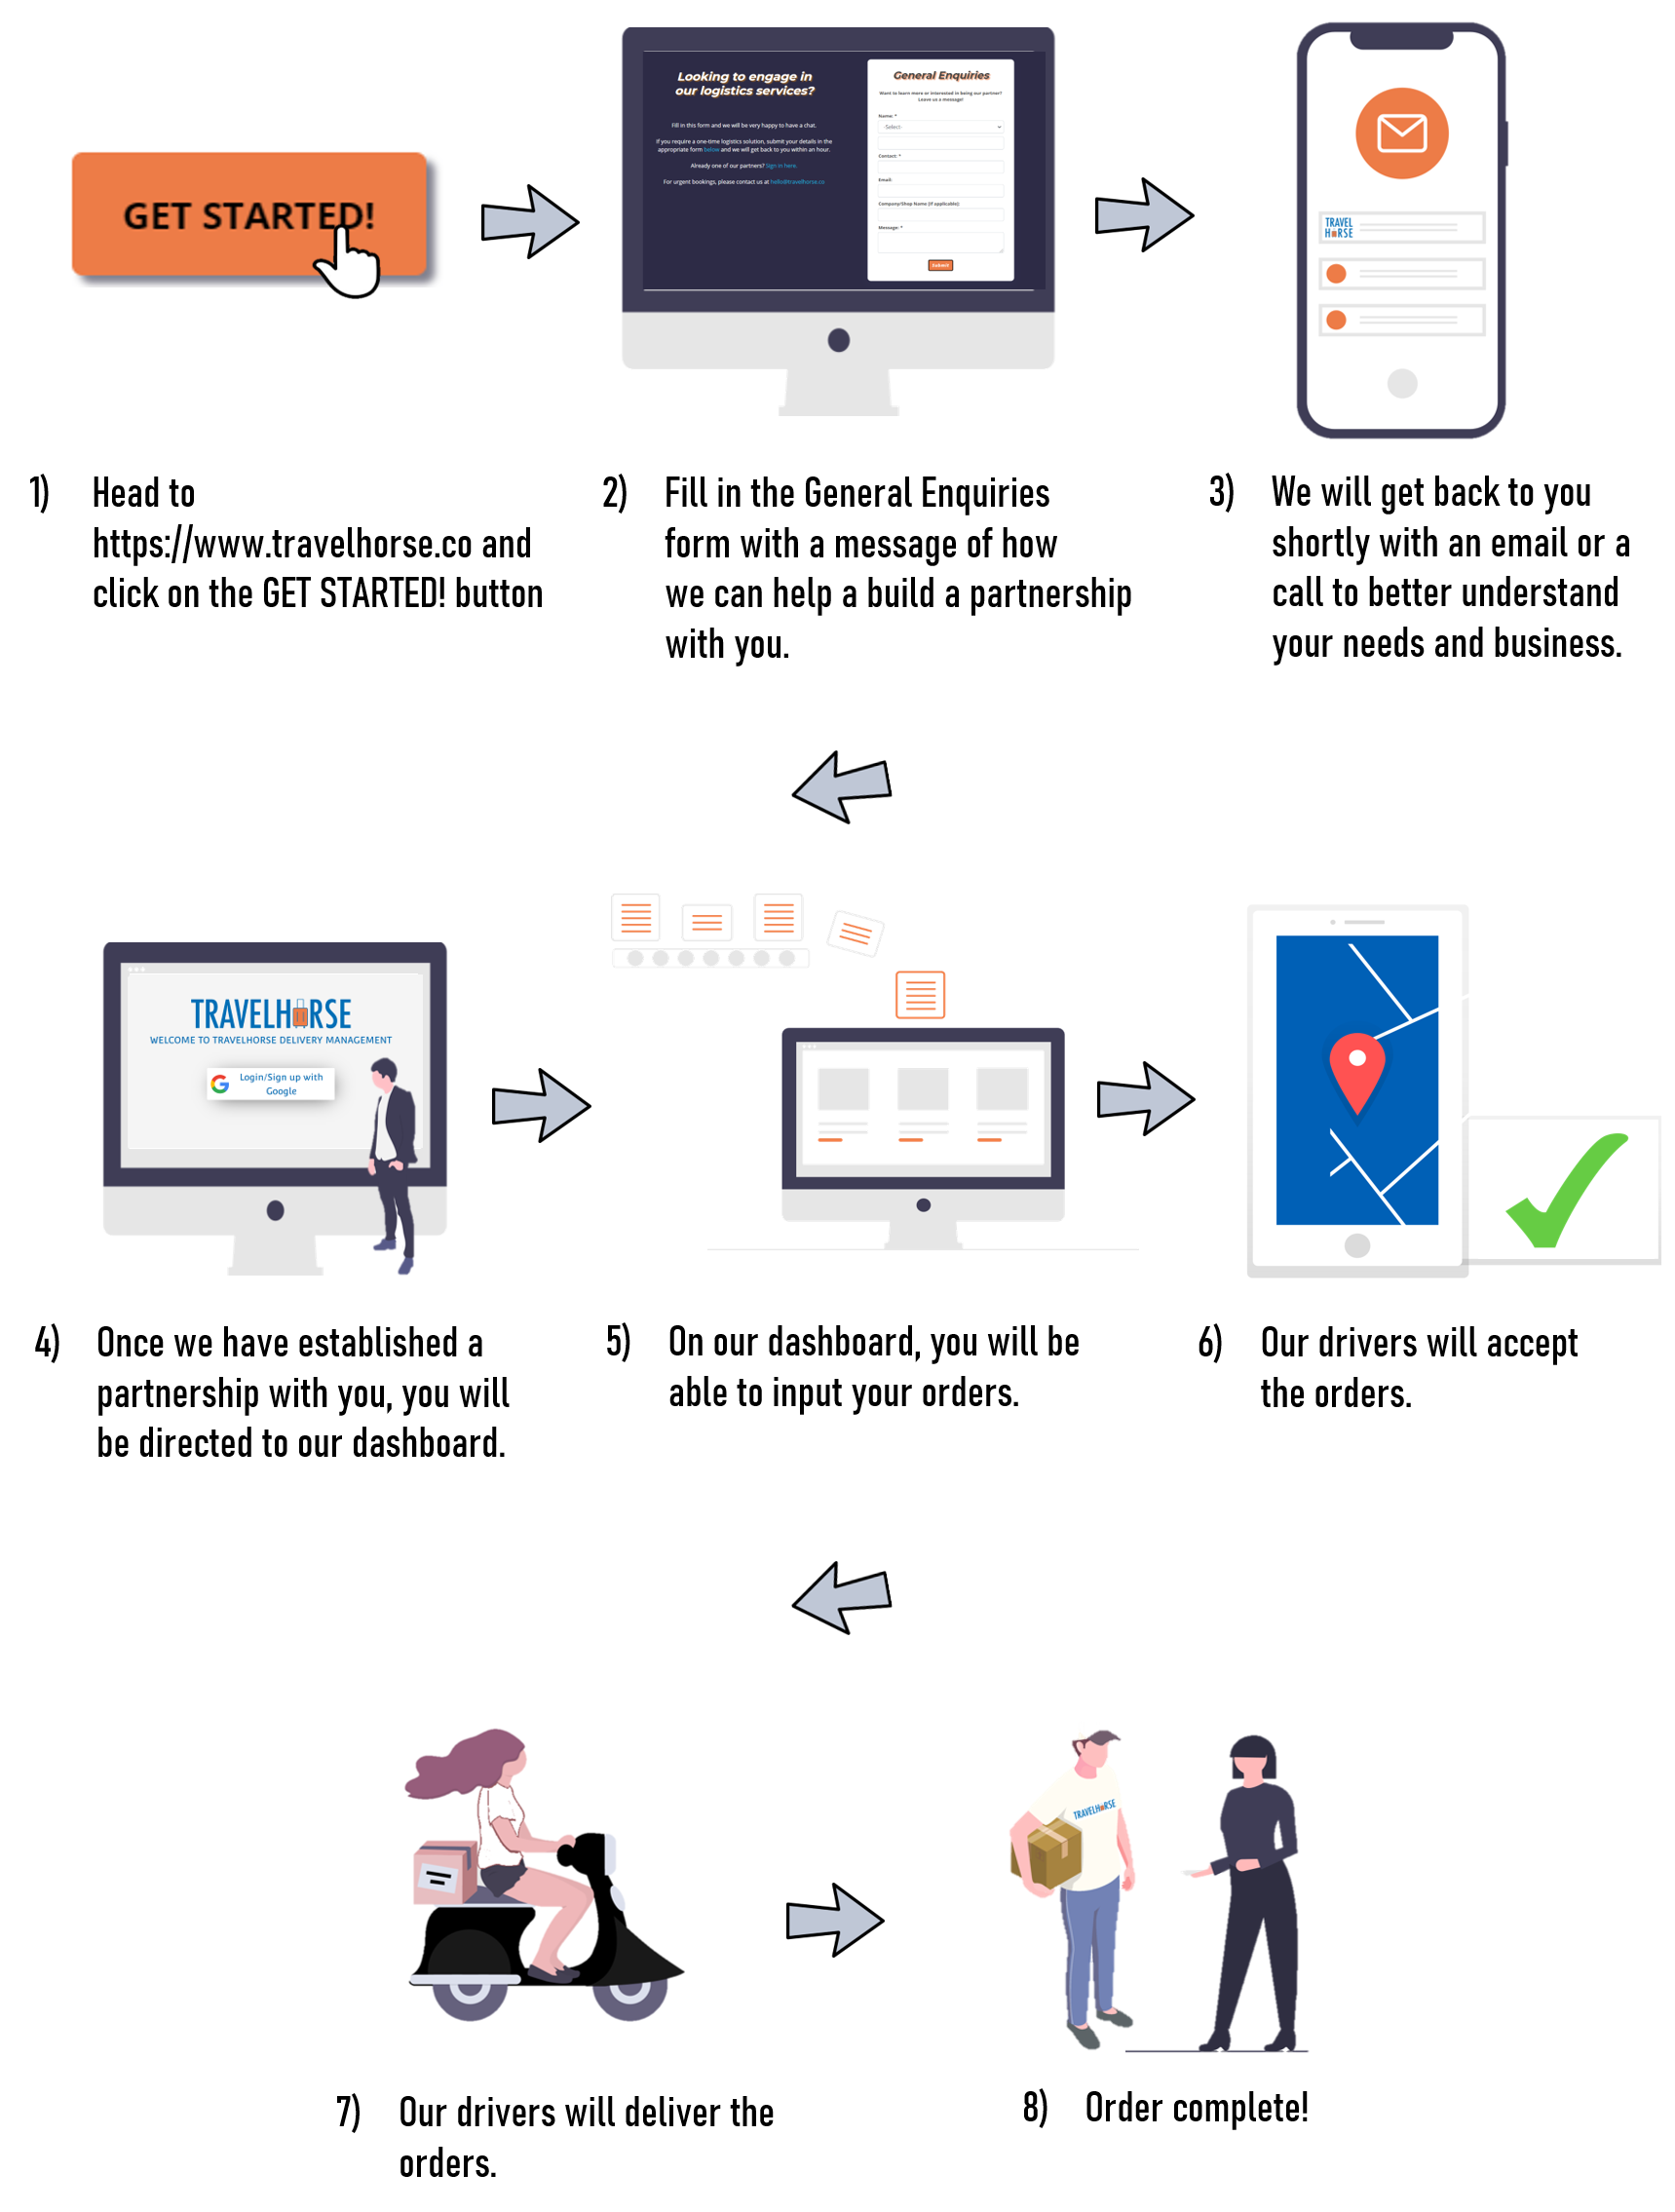 GET STARTED!
Looking to engage in
our logistics services?
Fill in this form and we will be very happy to have a chat.
If you require a one-time logistics solution, submit your details in the
appropriate form below and we will get back to you within an hour.
Already one of our partners? Sign in here.
For urgent bookings, please contact us at hello@travelhorse.co
General Enquiries
Want to learn more or interested in being our partner?
Leave us a message!
Name: *
-Select-
Contact: *
Email:
Company/Shop Name (if applicable):
Message: *
Submit
TRAVEL
HORSE
1) Head to
https://www.travelhorse.co and
click on the GET STARTED! button
2) Fill in the General Enquiries
form with a message of how
we can help a build a partnership
with you.
3) We will get back to you
shortly with an email or a
call to better understand
your needs and business.
TRAVELHORSE
WELCOME TO TRAVELHORSE DELIVERY MANAGEMENT
Login/Sign up with
Google
4) Once we have established a
partnership with you, you will
be directed to our dashboard.
5) On our dashboard, you will be
able to input your orders.
6) Our drivers will accept
the orders.
TRAVELHORSE
7) Our drivers will deliver the
orders.
8) Order complete!